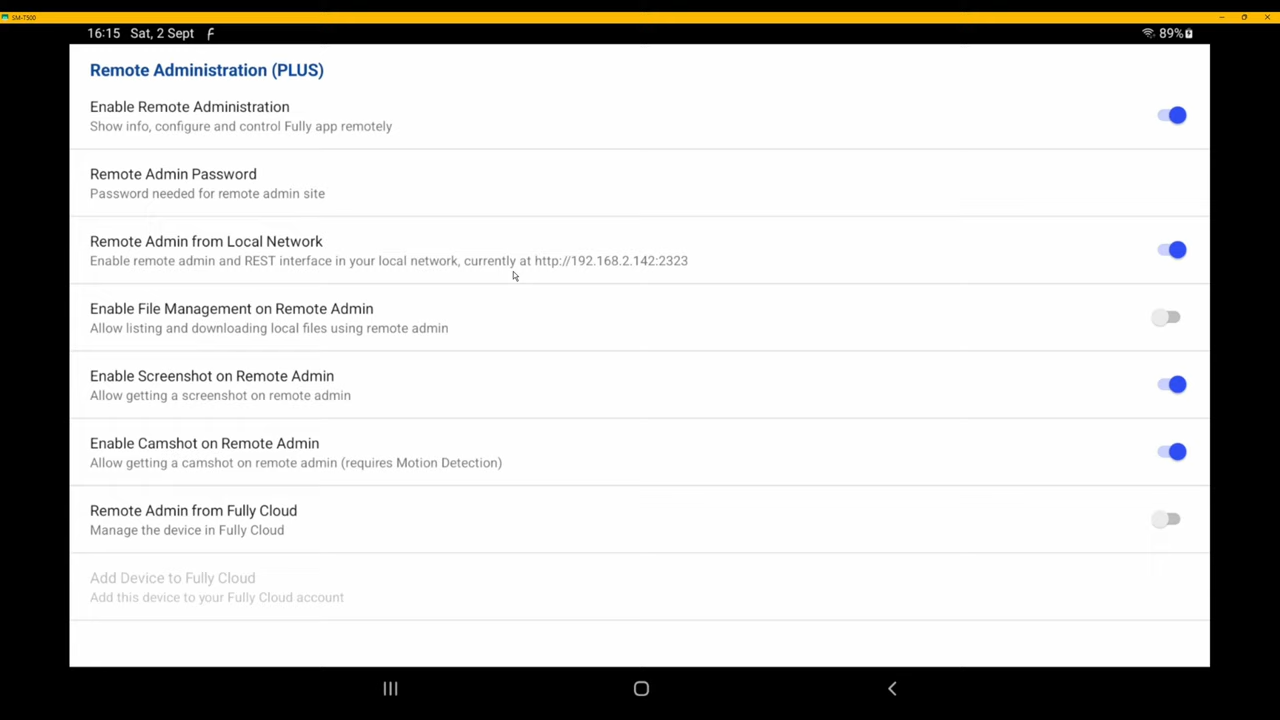 SM-T500
16:15 Sat, 2 Sept f 89%
Remote Administration (PLUS)
Enable Remote Administration
Show info, configure and control Fully app remotely
Remote Admin Password
Password needed for remote admin site
Remote Admin from Local Network
Enable remote admin and REST interface in your local network, currently at http://192.168.2.142:2323
Enable File Management on Remote Admin
Allow listing and downloading local files using remote admin
Enable Screenshot on Remote Admin
Allow getting a screenshot on remote admin
Enable Camshot on Remote Admin
Allow getting a camshot on remote admin (requires Motion Detection)
Remote Admin from Fully Cloud
Manage the device in Fully Cloud
Add Device to Fully Cloud
Add this device to your Fully Cloud account